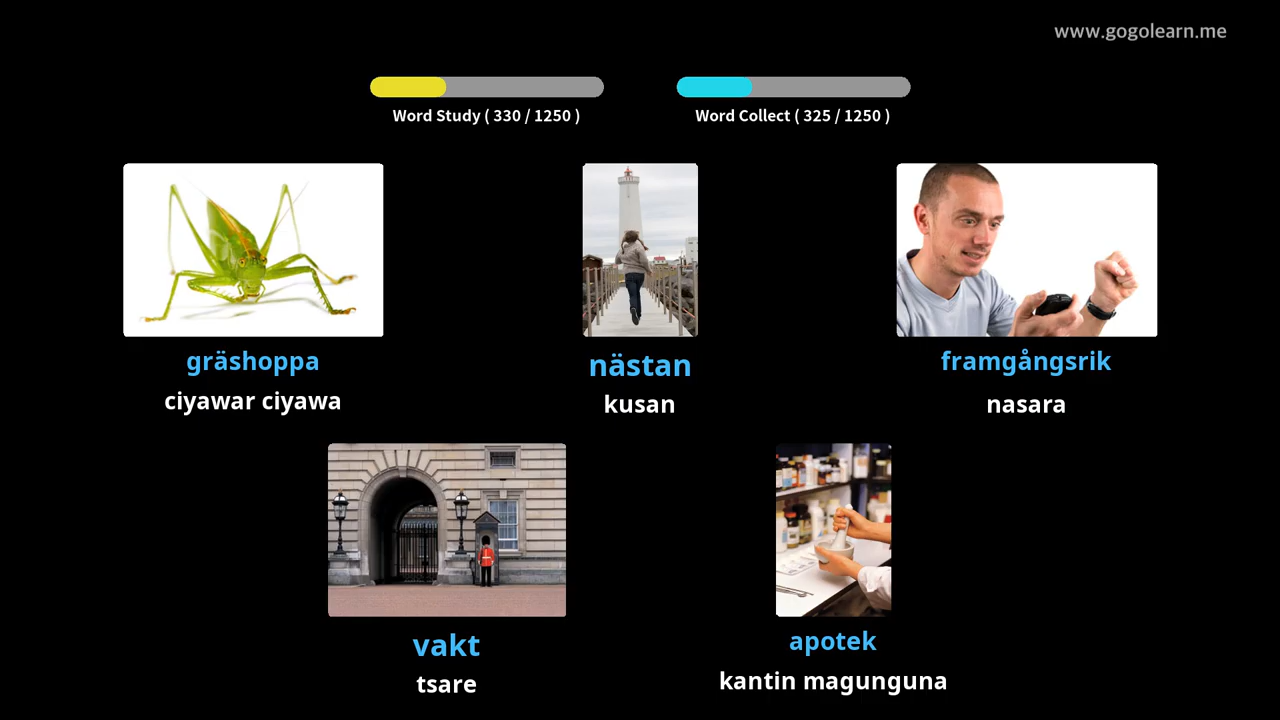 www.gogolearn.me
Word Study ( 330 / 1250 )
Word Collect ( 325 / 1250 )
gräshoppa
ciyawar ciyawa
nästan
kusan
framgångsrik
nasara
vakt
tsare
apotek
kantin magunguna